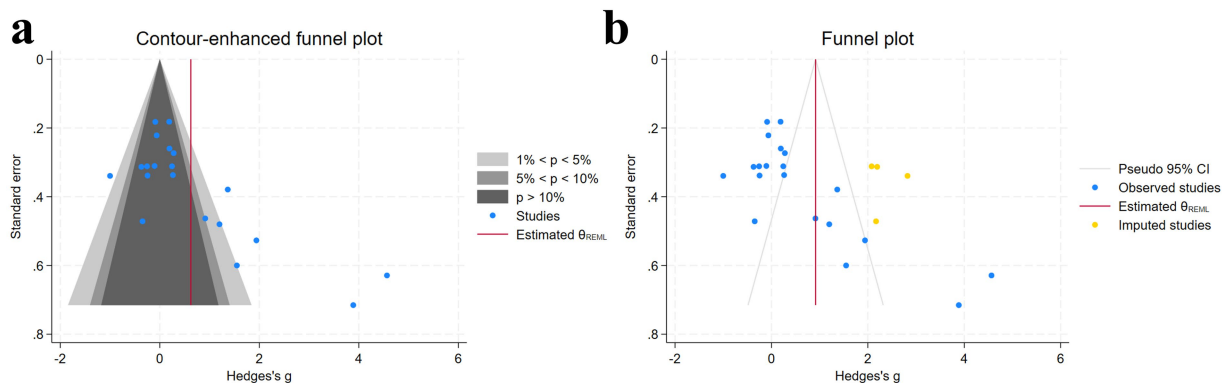 a
Contour-enhanced funnel plot
0
.2
.4
.6
.8
Standard error
-2
0
2
4
6
Hedges's g
1% < p < 5%
5% < p < 10%
p > 10%
Studies
Estimated θREML
b
Funnel plot
0
.2
.4
.6
.8
Standard error
-2
0
2
4
6
Hedges's g
Pseudo 95% CI
Observed studies
Estimated θREML
Imputed studies